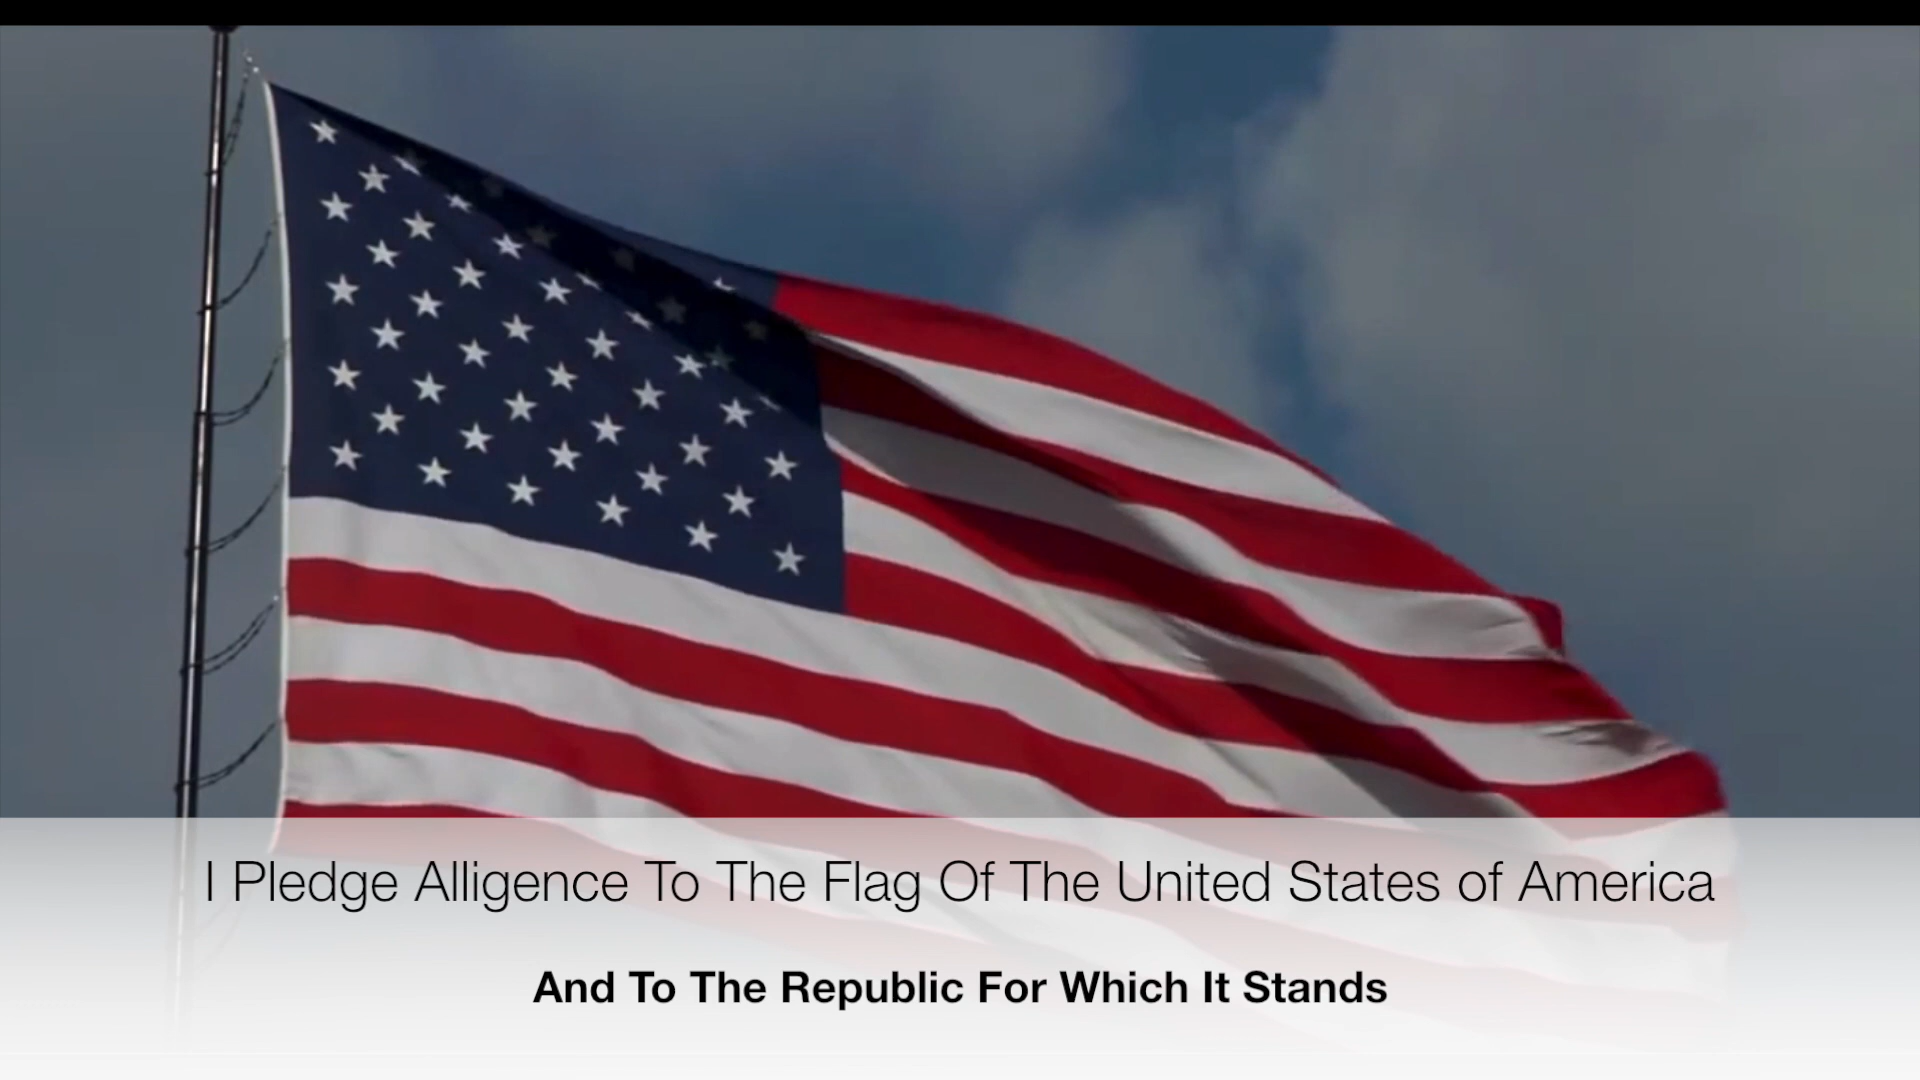 I Pledge Alligence To The Flag Of The United States of America
And To The Republic For Which It Stands